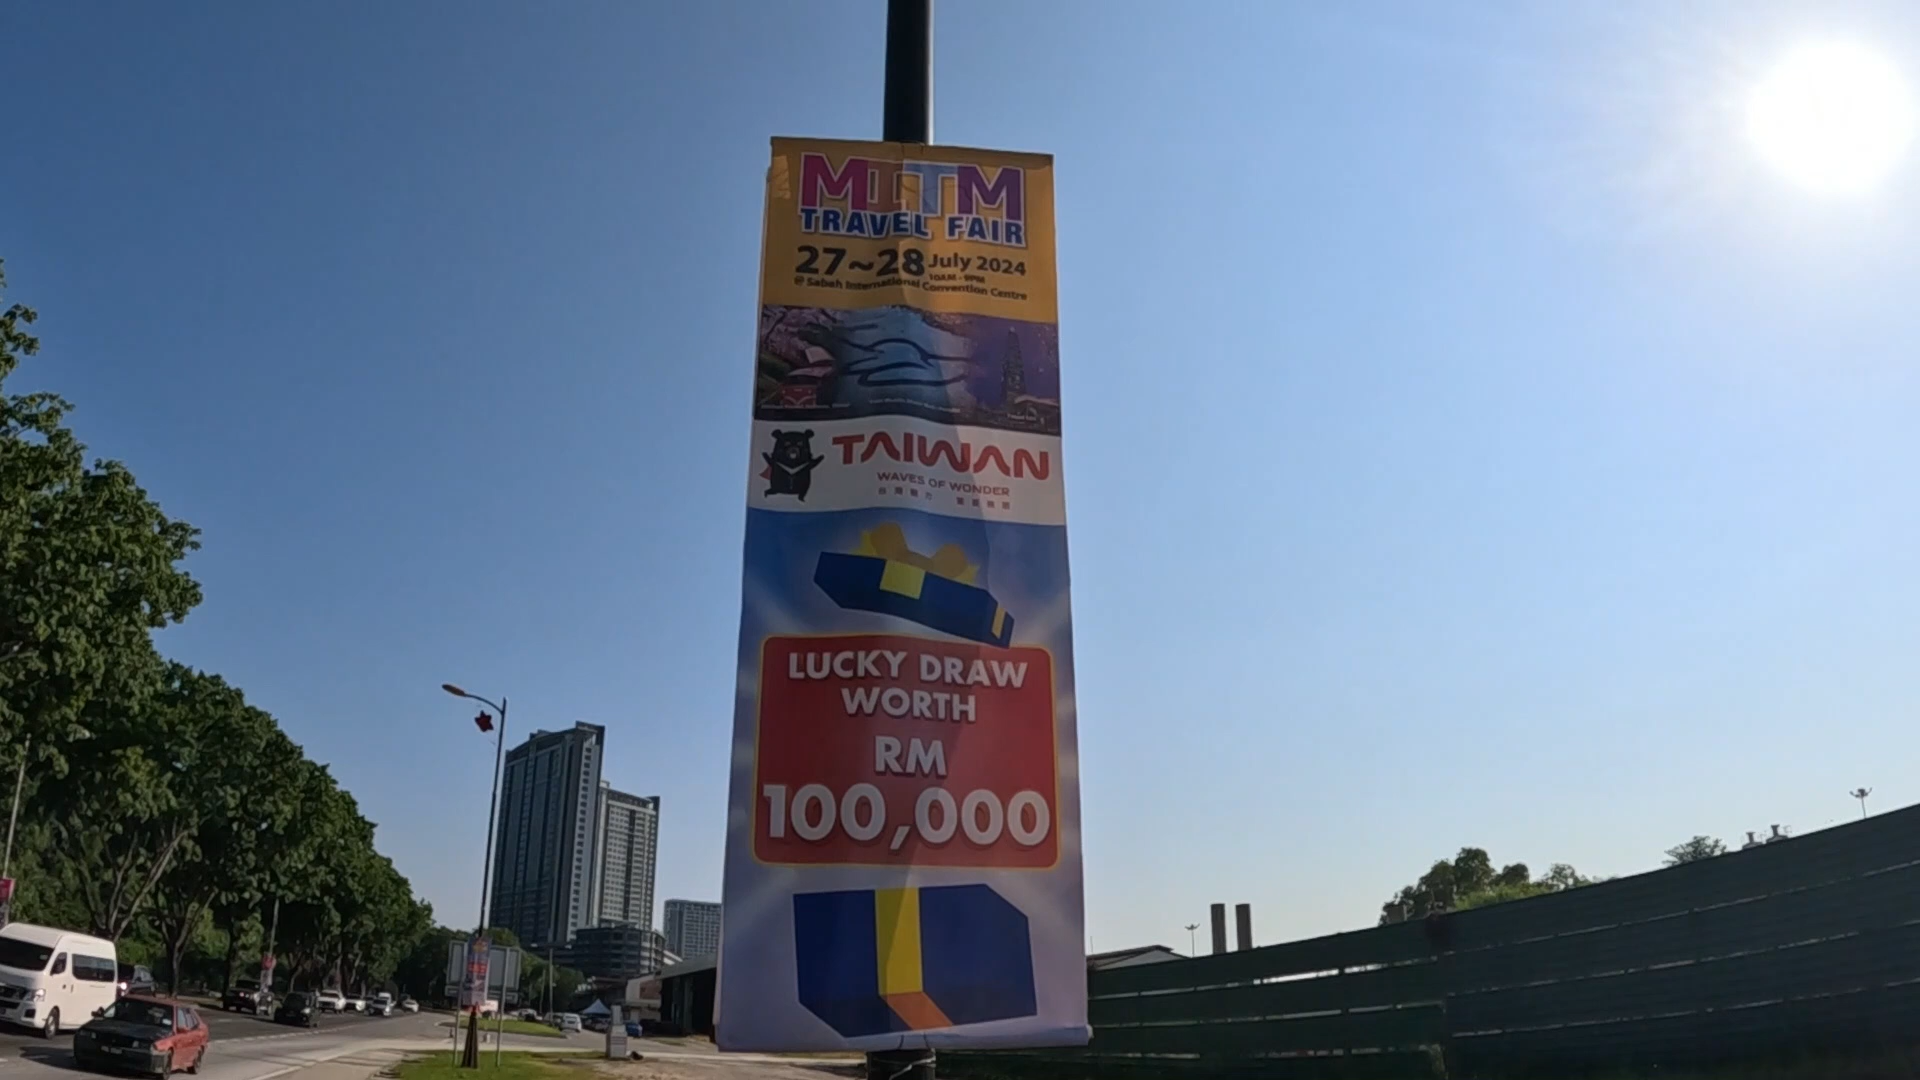 MITM
TRAVEL FAIR
27~28 July 2024
10AM - 9PM
@ Sabah International Convention Centre
TAIWAN
WAVES OF WONDER
LUCKY DRAW
WORTH
RM
100,000